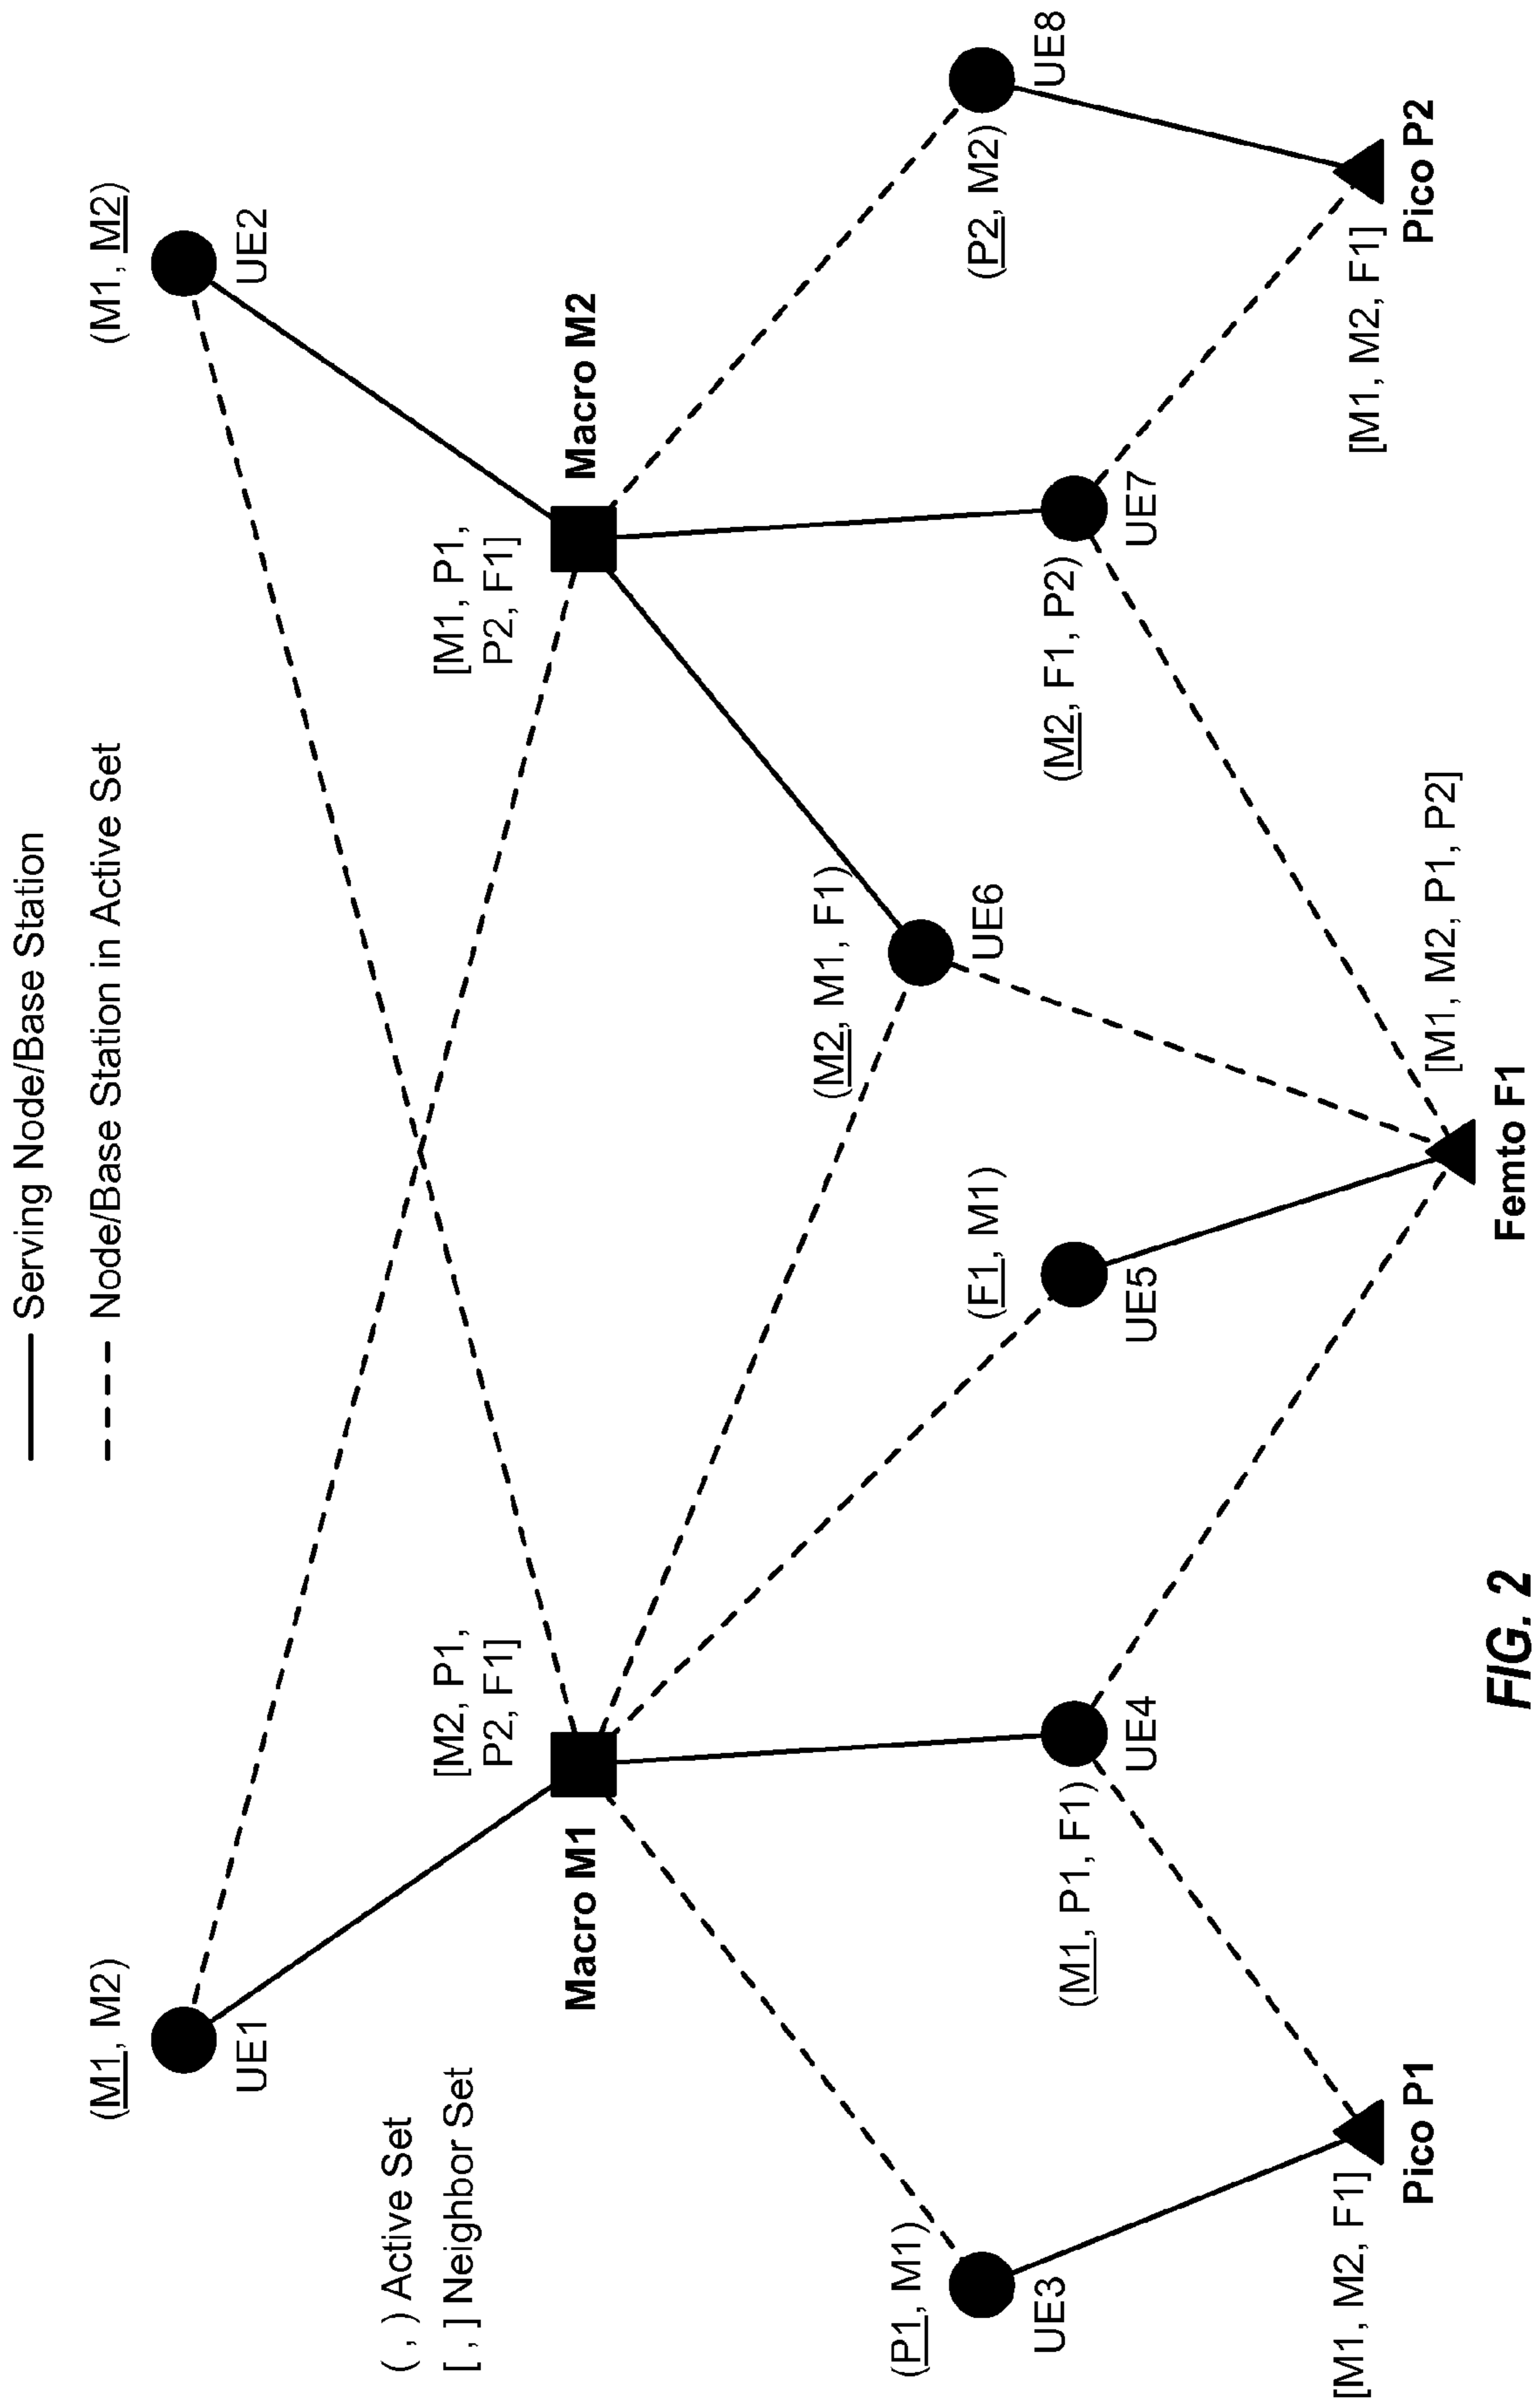 Serving Node/Base Station
Node/Base Station in Active Set
( , ) Active Set
[ , ] Neighbor Set
(M1, M2)
UE1
(M1, M2)
UE2
[M2, P1,
P2, F1]
Macro M1
[M1, P1,
P2, F1]
Macro M2
(P1, M1)
UE3
(M1, P1, F1)
UE4
(F1, M1)
UE5
(M2, M1, F1)
UE6
(M2, F1, P2)
UE7
(P2, M2)
UE8
[M1, M2, F1]
Pico P1
[M1, M2, P1, P2]
Femto F1
[M1, M2, F1]
Pico P2
FIG. 2